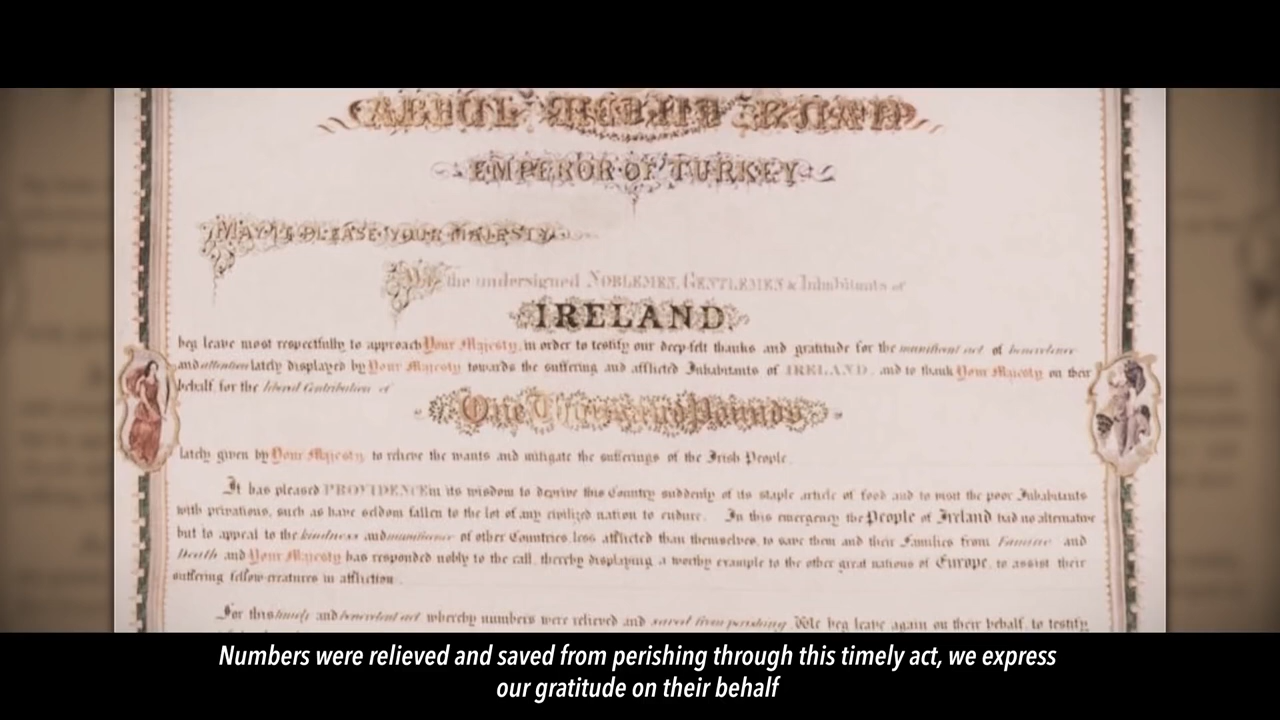 ABDUL MEDJID KHAN
EMPEROR OF TURKEY
MAY IT PLEASE YOUR MAJESTY
We the undersigned NOBLEMEN, GENTLEMEN & Inhabitants of
IRELAND
beg leave most respectfully to approach Your Majesty, in order to testify our deep-felt thanks and gratitude for the munificent act of benevolence
and attention lately displayed by Your Majesty towards the suffering and afflicted Inhabitants of IRELAND, and to thank Your Majesty on their
behalf, for the liberal Contribution of
One Thousand Pounds
lately given by Your Majesty, to relieve the wants and mitigate the sufferings of the Irish People.
It has pleased PROVIDENCE in its wisdom to deprive this Country suddenly of its staple article of food and to visit the poor Inhabitants
with privations, such as have seldom fallen to the lot of any civilized nation to endure. In this emergency the People of Ireland had no alternative
but to appeal to the kindness and munificence of other Countries, less afflicted than themselves, to save them and their Families from Famine and
Death and Your Majesty has responded nobly to the call, thereby displaying a worthy example to the other great nations of Europe, to assist their
suffering fellow-creatures in affliction.
For this timely and benevolent act whereby numbers were relieved and saved from perishing, We beg leave again on their behalf, to testify
Numbers were relieved and saved from perishing through this timely act, we express
our gratitude on their behalf